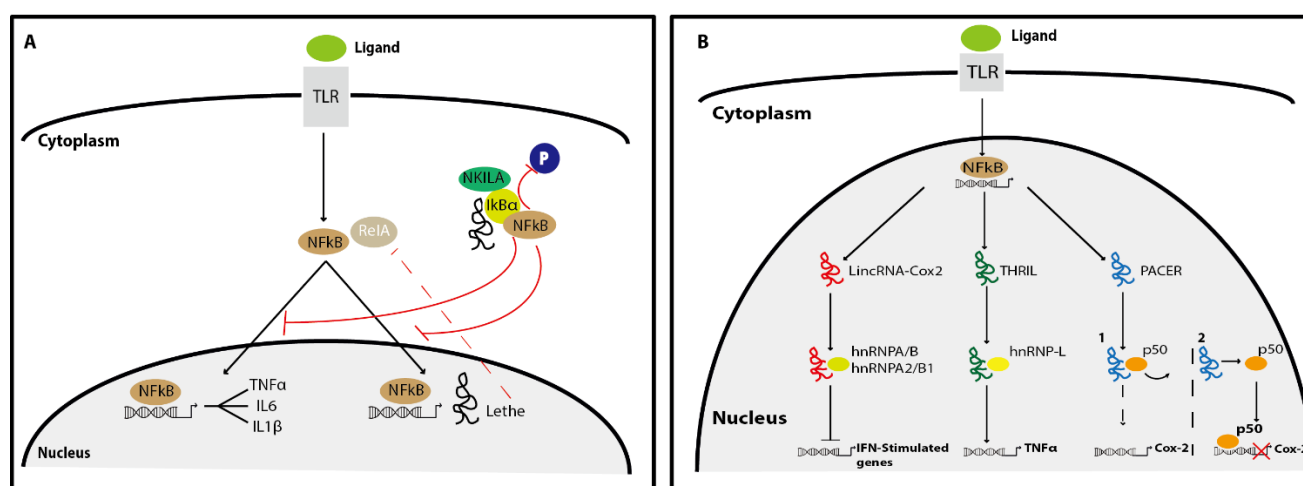 A
Ligand
TLR
Cytoplasm
P
NKILA
IkBα
NFkB
NFkB
RelA
NFkB
TNFα
IL6
IL1β
NFkB
Lethe
Nucleus
B
Ligand
TLR
Cytoplasm
NFkB
LincRNA-Cox2
THRIL
PACER
1
2
hnRNPA/B
hnRNPA2/B1
hnRNP-L
p50
p50
Nucleus
p50
IFN-Stimulated
genes
TNFα
Cox-2
Cox-2